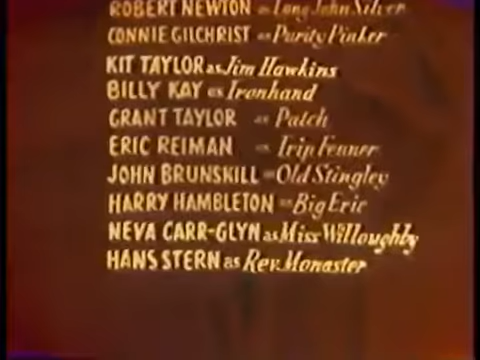 ROBERT NEWTON as Long John Silver
CONNIE GILCHRIST as Purity Pinker
KIT TAYLOR as Jim Hawkins
BILLY KAY as Ironhand
GRANT TAYLOR as Patch
ERIC REIMAN as Trip Fenner
JOHN BRUNSKILL as Old Stingley
HARRY HAMBLETON as Big Eric
NEVA CARR-GLYN as Miss Willoughby
HANS STERN as Rev. Monaster